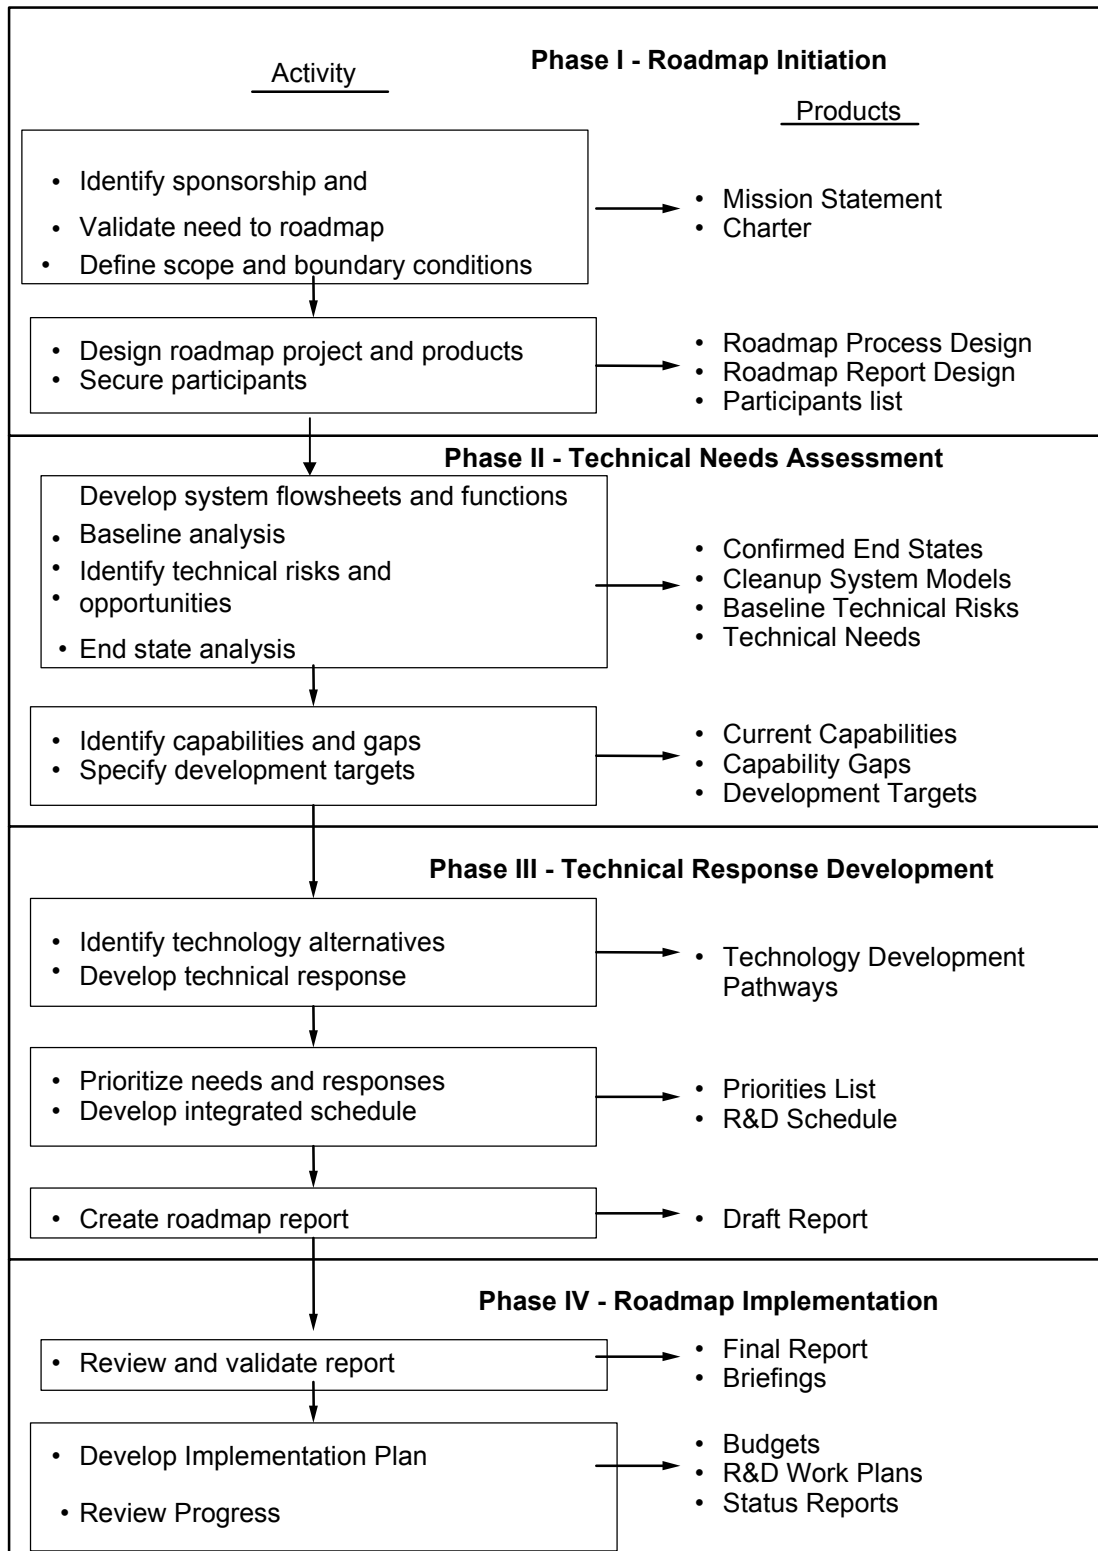 Phase I - Roadmap Initiation
Activity
Products
• Identify sponsorship and
• Validate need to roadmap
• Define scope and boundary conditions
• Mission Statement
• Charter
• Design roadmap project and products
• Secure participants
• Roadmap Process Design
• Roadmap Report Design
• Participants list
Phase II - Technical Needs Assessment
Develop system flowsheets and functions
• Baseline analysis
• Identify technical risks and
• opportunities
• End state analysis
• Confirmed End States
• Cleanup System Models
• Baseline Technical Risks
• Technical Needs
• Identify capabilities and gaps
• Specify development targets
• Current Capabilities
• Capability Gaps
• Development Targets
Phase III - Technical Response Development
• Identify technology alternatives
• Develop technical response
• Technology Development
Pathways
• Prioritize needs and responses
• Develop integrated schedule
• Priorities List
• R&D Schedule
• Create roadmap report
• Draft Report
Phase IV - Roadmap Implementation
• Review and validate report
• Final Report
• Briefings
• Develop Implementation Plan
• Review Progress
• Budgets
• R&D Work Plans
• Status Reports